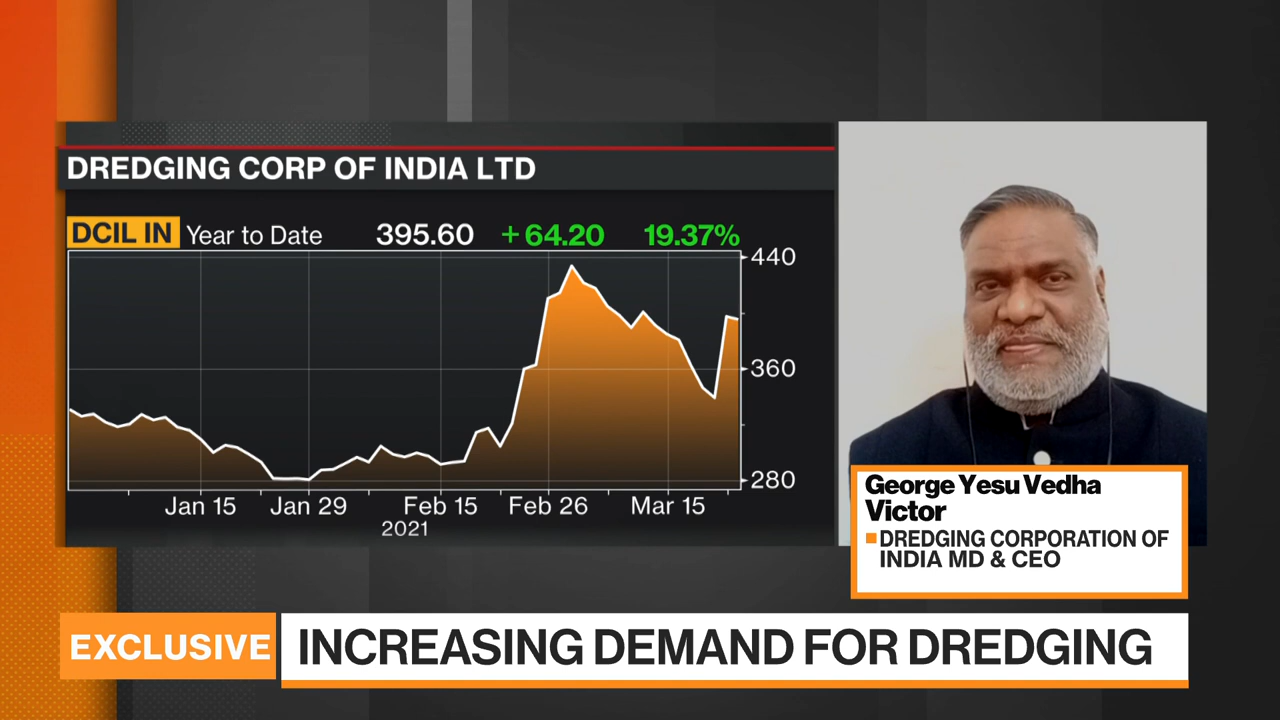 DREDGING CORP OF INDIA LTD
DCIL IN Year to Date 395.60 +64.20 19.37%
440
360
280
Jan 15 Jan 29 Feb 15 Feb 26 Mar 15
2021
George Yesu Vedha
Victor
DREDGING CORPORATION OF
INDIA MD & CEO
EXCLUSIVE INCREASING DEMAND FOR DREDGING